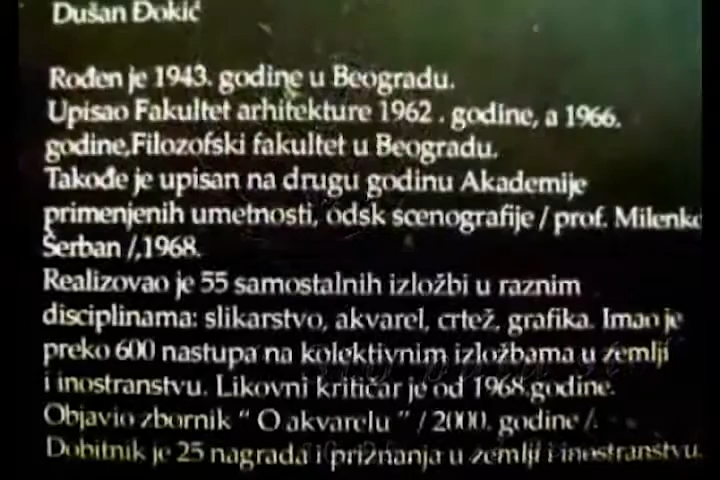 Dušan Đokić
Rođen je 1943. godine u Beogradu.
Upisao Fakultet arhitekture 1962 . godine, a 1966.
godine,Filozofski fakultet u Beogradu.
Takođe je upisan na drugu godinu Akademije
primenjenih umetnosti, odsk scenografije / prof. Milenko
Šerban /,1968.
Realizovao je 55 samostalnih izložbi u raznim
disciplinama: slikarstvo, akvarel, crtež, grafika. Imao je
preko 600 nastupa na kolektivnim izložbama u zemlji
i inostranstvu. Likovni kritičar je od 1968.godine.
Objavio zbornik “ O akvarelu ” / 2000. godine /.
Dobitnik je 25 nagrada i priznanja u zemlji i inostranstvu.